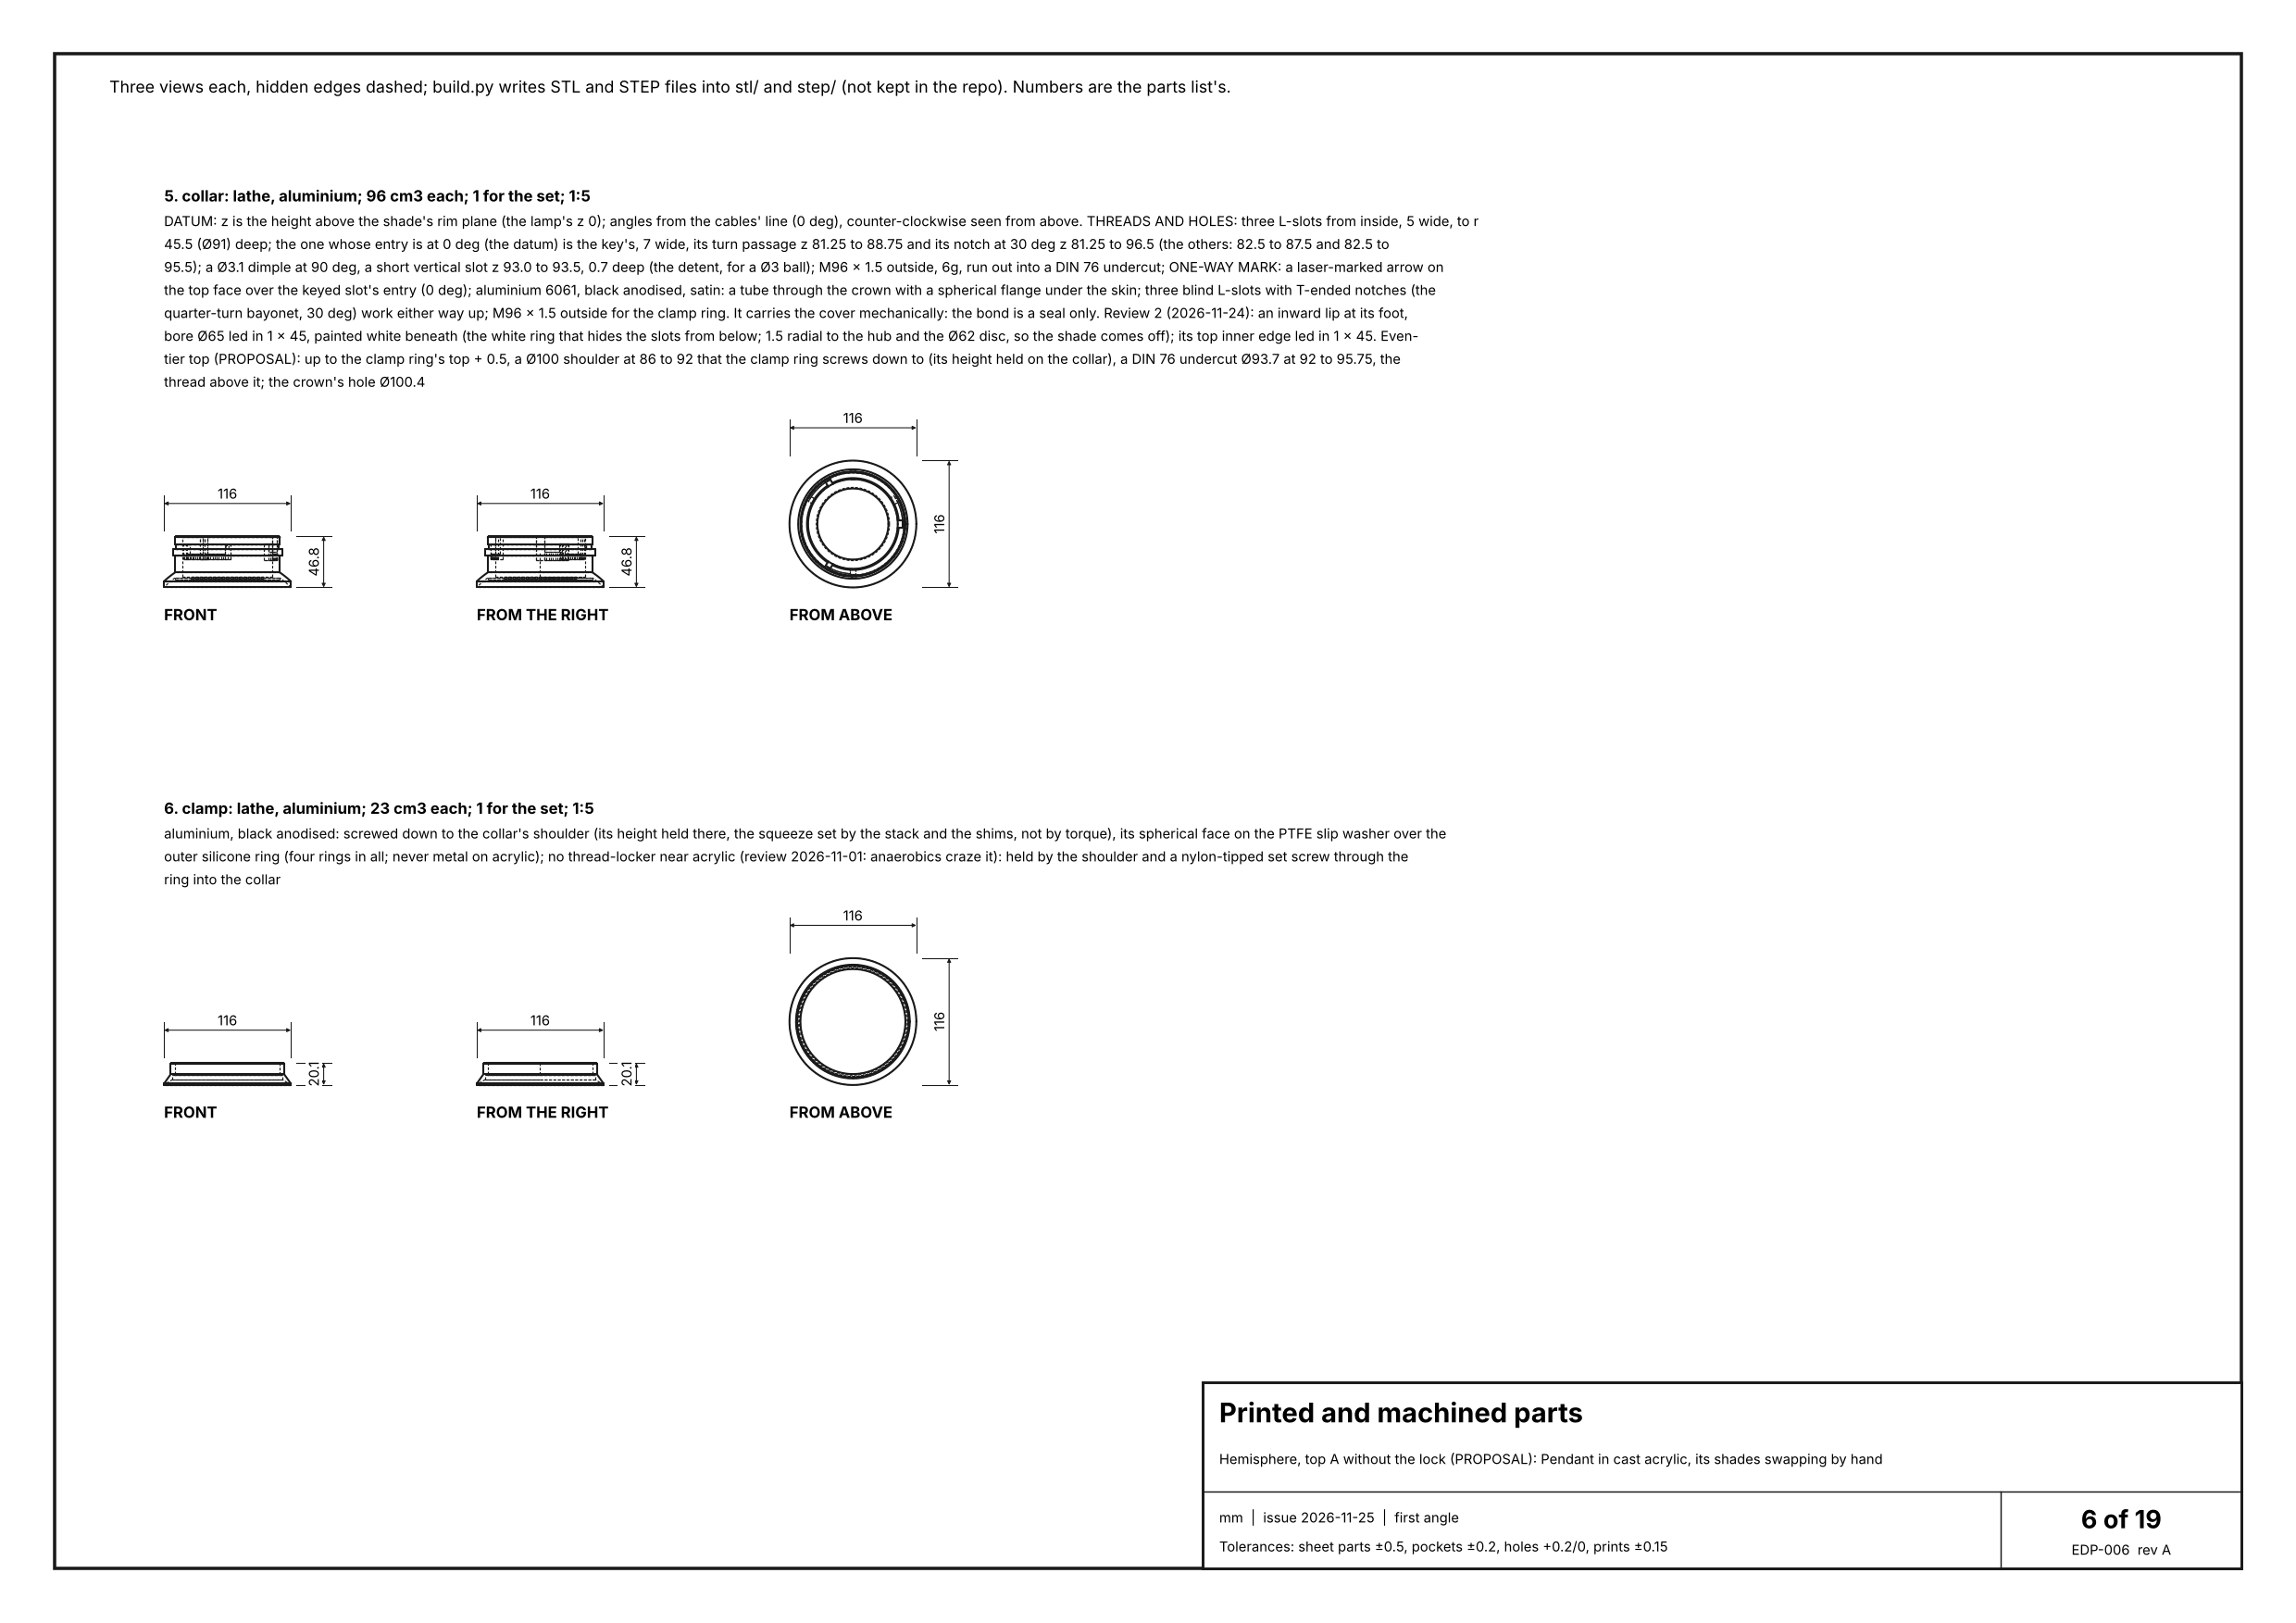 Three views each, hidden edges dashed; build.py writes STL and STEP files into stl/ and step/ (not kept in the repo). Numbers are the parts list's.
5. collar: lathe, aluminium; 96 cm3 each; 1 for the set; 1:5
DATUM: z is the height above the shade's rim plane (the lamp's z 0); angles from the cables' line (0 deg), counter-clockwise seen from above. THREADS AND HOLES: three L-slots from inside, 5 wide, to r
45.5 (Ø91) deep; the one whose entry is at 0 deg (the datum) is the key's, 7 wide, its turn passage z 81.25 to 88.75 and its notch at 30 deg z 81.25 to 96.5 (the others: 82.5 to 87.5 and 82.5 to
95.5); a Ø3.1 dimple at 90 deg, a short vertical slot z 93.0 to 93.5, 0.7 deep (the detent, for a Ø3 ball); M96 × 1.5 outside, 6g, run out into a DIN 76 undercut; ONE-WAY MARK: a laser-marked arrow on
the top face over the keyed slot's entry (0 deg); aluminium 6061, black anodised, satin: a tube through the crown with a spherical flange under the skin; three blind L-slots with T-ended notches (the
quarter-turn bayonet, 30 deg) work either way up; M96 × 1.5 outside for the clamp ring. It carries the cover mechanically: the bond is a seal only. Review 2 (2026-11-24): an inward lip at its foot,
bore Ø65 led in 1 × 45, painted white beneath (the white ring that hides the slots from below; 1.5 radial to the hub and the Ø62 disc, so the shade comes off); its top inner edge led in 1 × 45. Even-
tier top (PROPOSAL): up to the clamp ring's top + 0.5, a Ø100 shoulder at 86 to 92 that the clamp ring screws down to (its height held on the collar), a DIN 76 undercut Ø93.7 at 92 to 95.75, the
thread above it; the crown's hole Ø100.4
116
116
116
46.8
46.8
116
FRONT
FROM THE RIGHT
FROM ABOVE
6. clamp: lathe, aluminium; 23 cm3 each; 1 for the set; 1:5
aluminium, black anodised: screwed down to the collar's shoulder (its height held there, the squeeze set by the stack and the shims, not by torque), its spherical face on the PTFE slip washer over the
outer silicone ring (four rings in all; never metal on acrylic); no thread-locker near acrylic (review 2026-11-01: anaerobics craze it): held by the shoulder and a nylon-tipped set screw through the
ring into the collar
116
116
116
20.1
20.1
116
FRONT
FROM THE RIGHT
FROM ABOVE
Printed and machined parts
Hemisphere, top A without the lock (PROPOSAL): Pendant in cast acrylic, its shades swapping by hand
mm | issue 2026-11-25 | first angle
Tolerances: sheet parts ±0.5, pockets ±0.2, holes +0.2/0, prints ±0.15
6 of 19
EDP-006 rev A